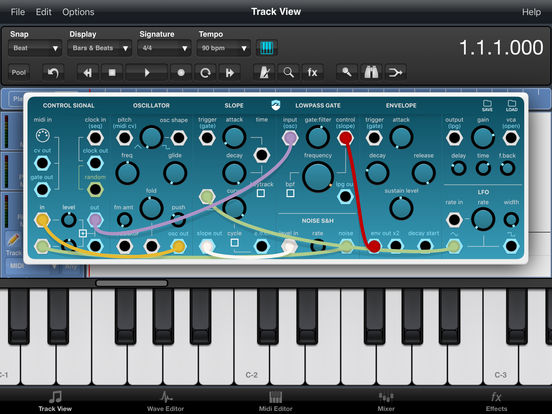 File Edit Options Track View Help
Snap Display Signature Tempo
Beat Bars & Beats 4/4 90 bpm
1.1.1.000
Pool fx
CONTROL SIGNAL OSCILLATOR SLOPE LOWPASS GATE ENVELOPE SAVE LOAD
midi in clock in (seq) pitch (midi cv) osc shape trigger (gate) attack time input (osc) gate:filter control (slope) trigger (gate) attack output (lpg) gain vca (open)
cv out clock out freq glide decay frequency decay release delay time f.back
gate out random keytrack bpf log out
fold sustain level LFO
in level out fm amt push cycle NOISE S&H rate in rate width
osc out slope out level in rate noise env out x2 decay start
Track
MIDI Any
C-1 C-2 C-3
Track View Wave Editor Midi Editor Mixer fx Effects